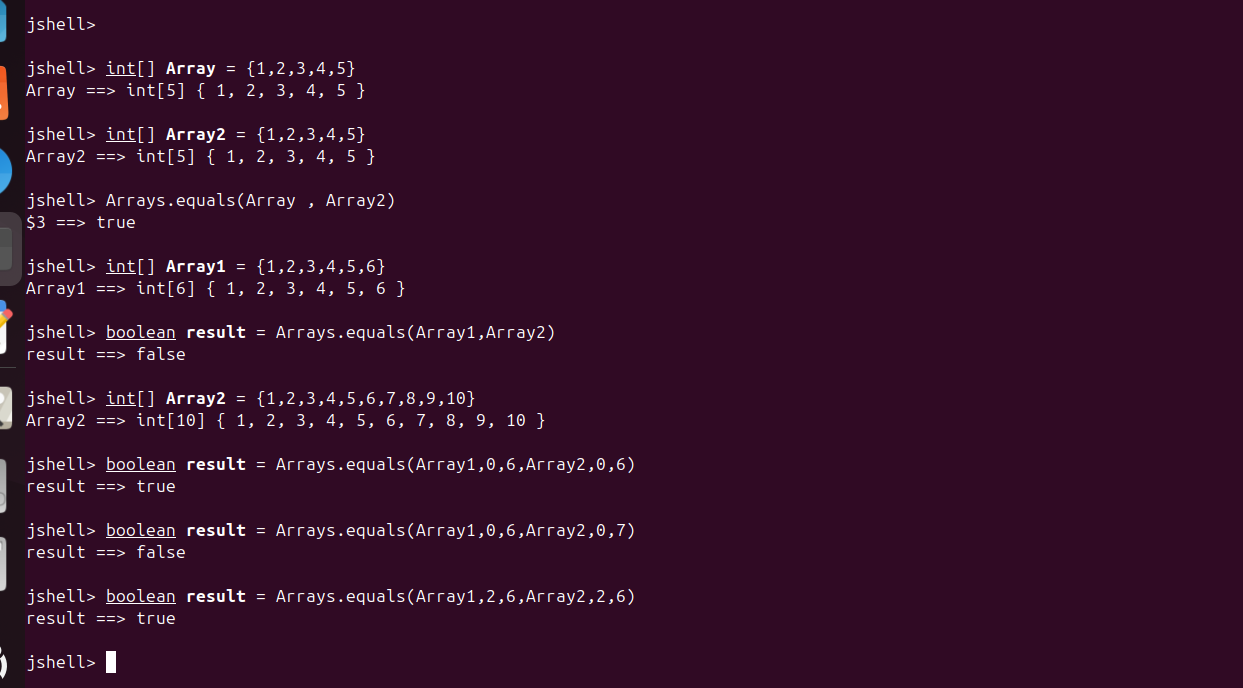 jshell>
jshell> int[] Array = {1,2,3,4,5}
Array ==> int[5] { 1, 2, 3, 4, 5 }
jshell> int[] Array2 = {1,2,3,4,5}
Array2 ==> int[5] { 1, 2, 3, 4, 5 }
jshell> Arrays.equals(Array , Array2)
$3 ==> true
jshell> int[] Array1 = {1,2,3,4,5,6}
Array1 ==> int[6] { 1, 2, 3, 4, 5, 6 }
jshell> boolean result = Arrays.equals(Array1,Array2)
result ==> false
jshell> int[] Array2 = {1,2,3,4,5,6,7,8,9,10}
Array2 ==> int[10] { 1, 2, 3, 4, 5, 6, 7, 8, 9, 10 }
jshell> boolean result = Arrays.equals(Array1,0,6,Array2,0,6)
result ==> true
jshell> boolean result = Arrays.equals(Array1,0,6,Array2,0,7)
result ==> false
jshell> boolean result = Arrays.equals(Array1,2,6,Array2,2,6)
result ==> true
jshell>